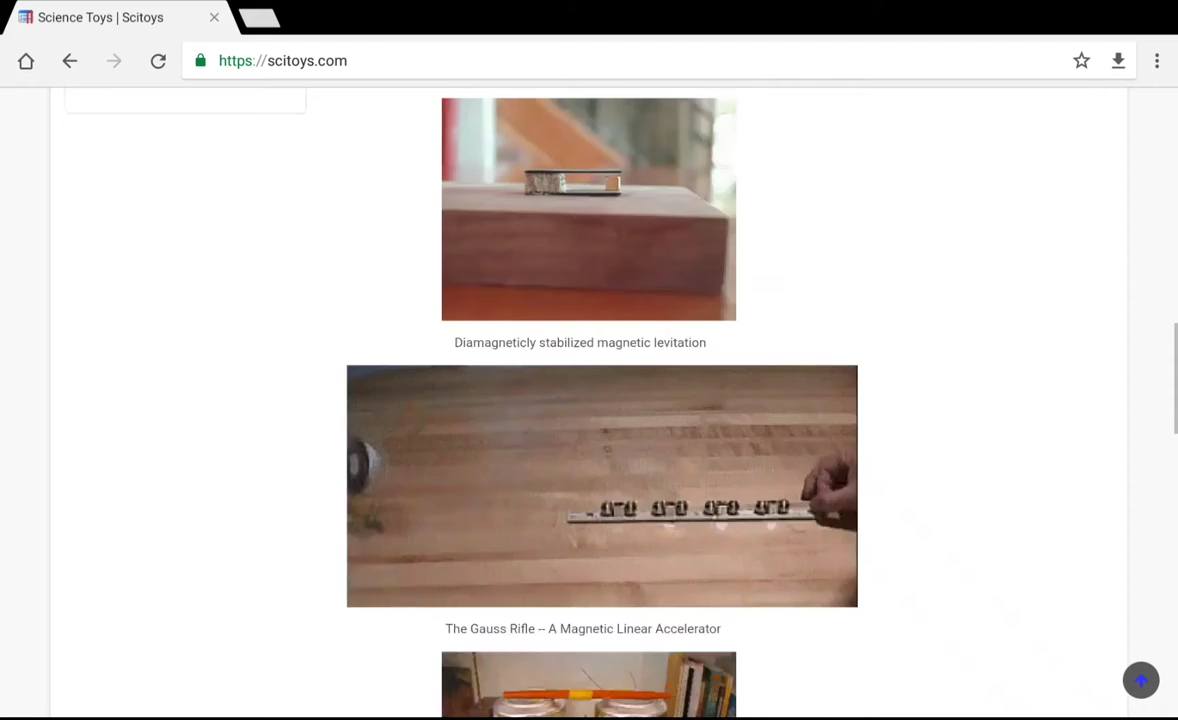 Science Toys | Scitoys
https://scitoys.com
Diamagneticly stabilized magnetic levitation
The Gauss Rifle -- A Magnetic Linear Accelerator